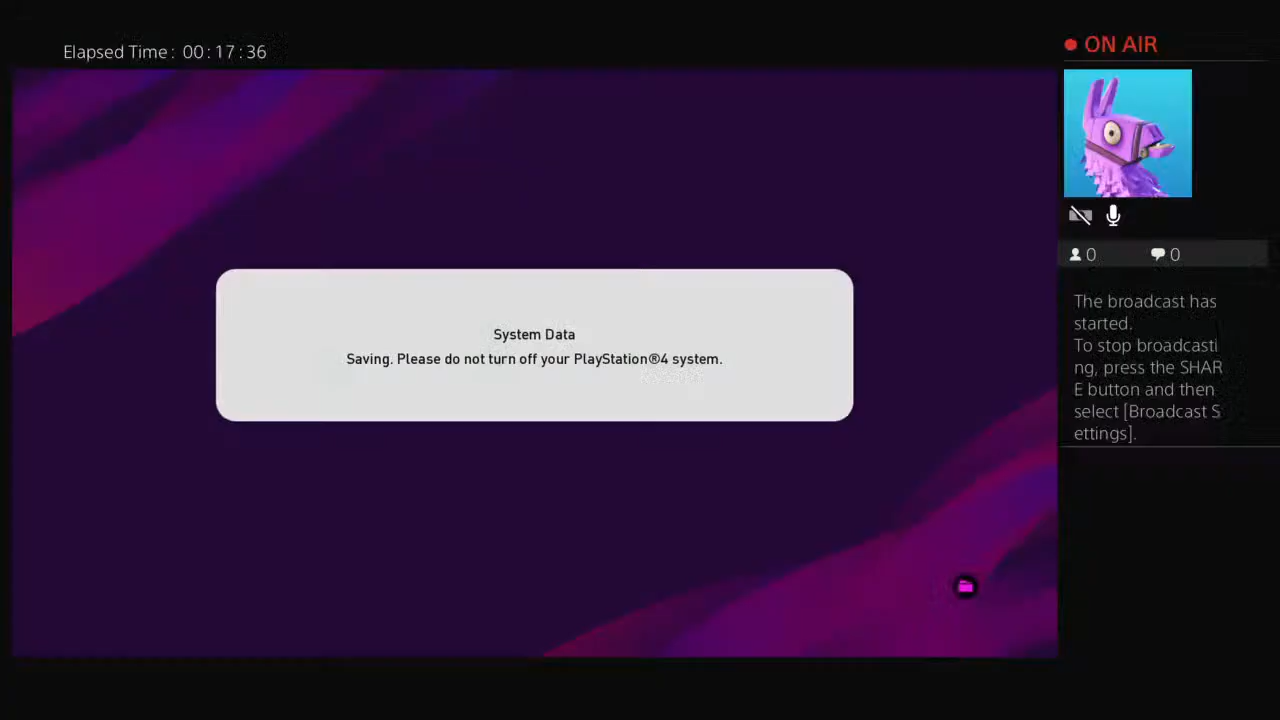 Elapsed Time: 00:17:36
ON AIR
0
0
System Data
Saving. Please do not turn off your PlayStation®4 system.
The broadcast has
started.
To stop broadcasti
ng, press the SHAR
E button and then
select [Broadcast S
ettings].